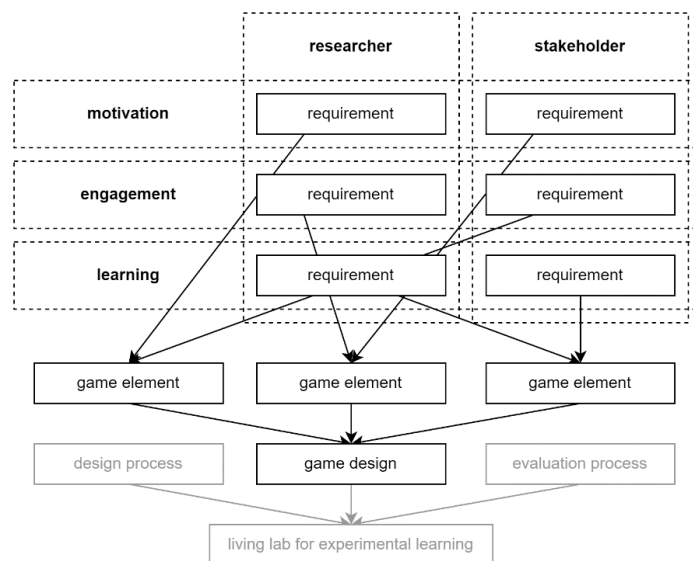 researcher
stakeholder
motivation
requirement
requirement
engagement
requirement
requirement
learning
requirement
requirement
game element
game element
game element
design process
game design
evaluation process
living lab for experimental learning